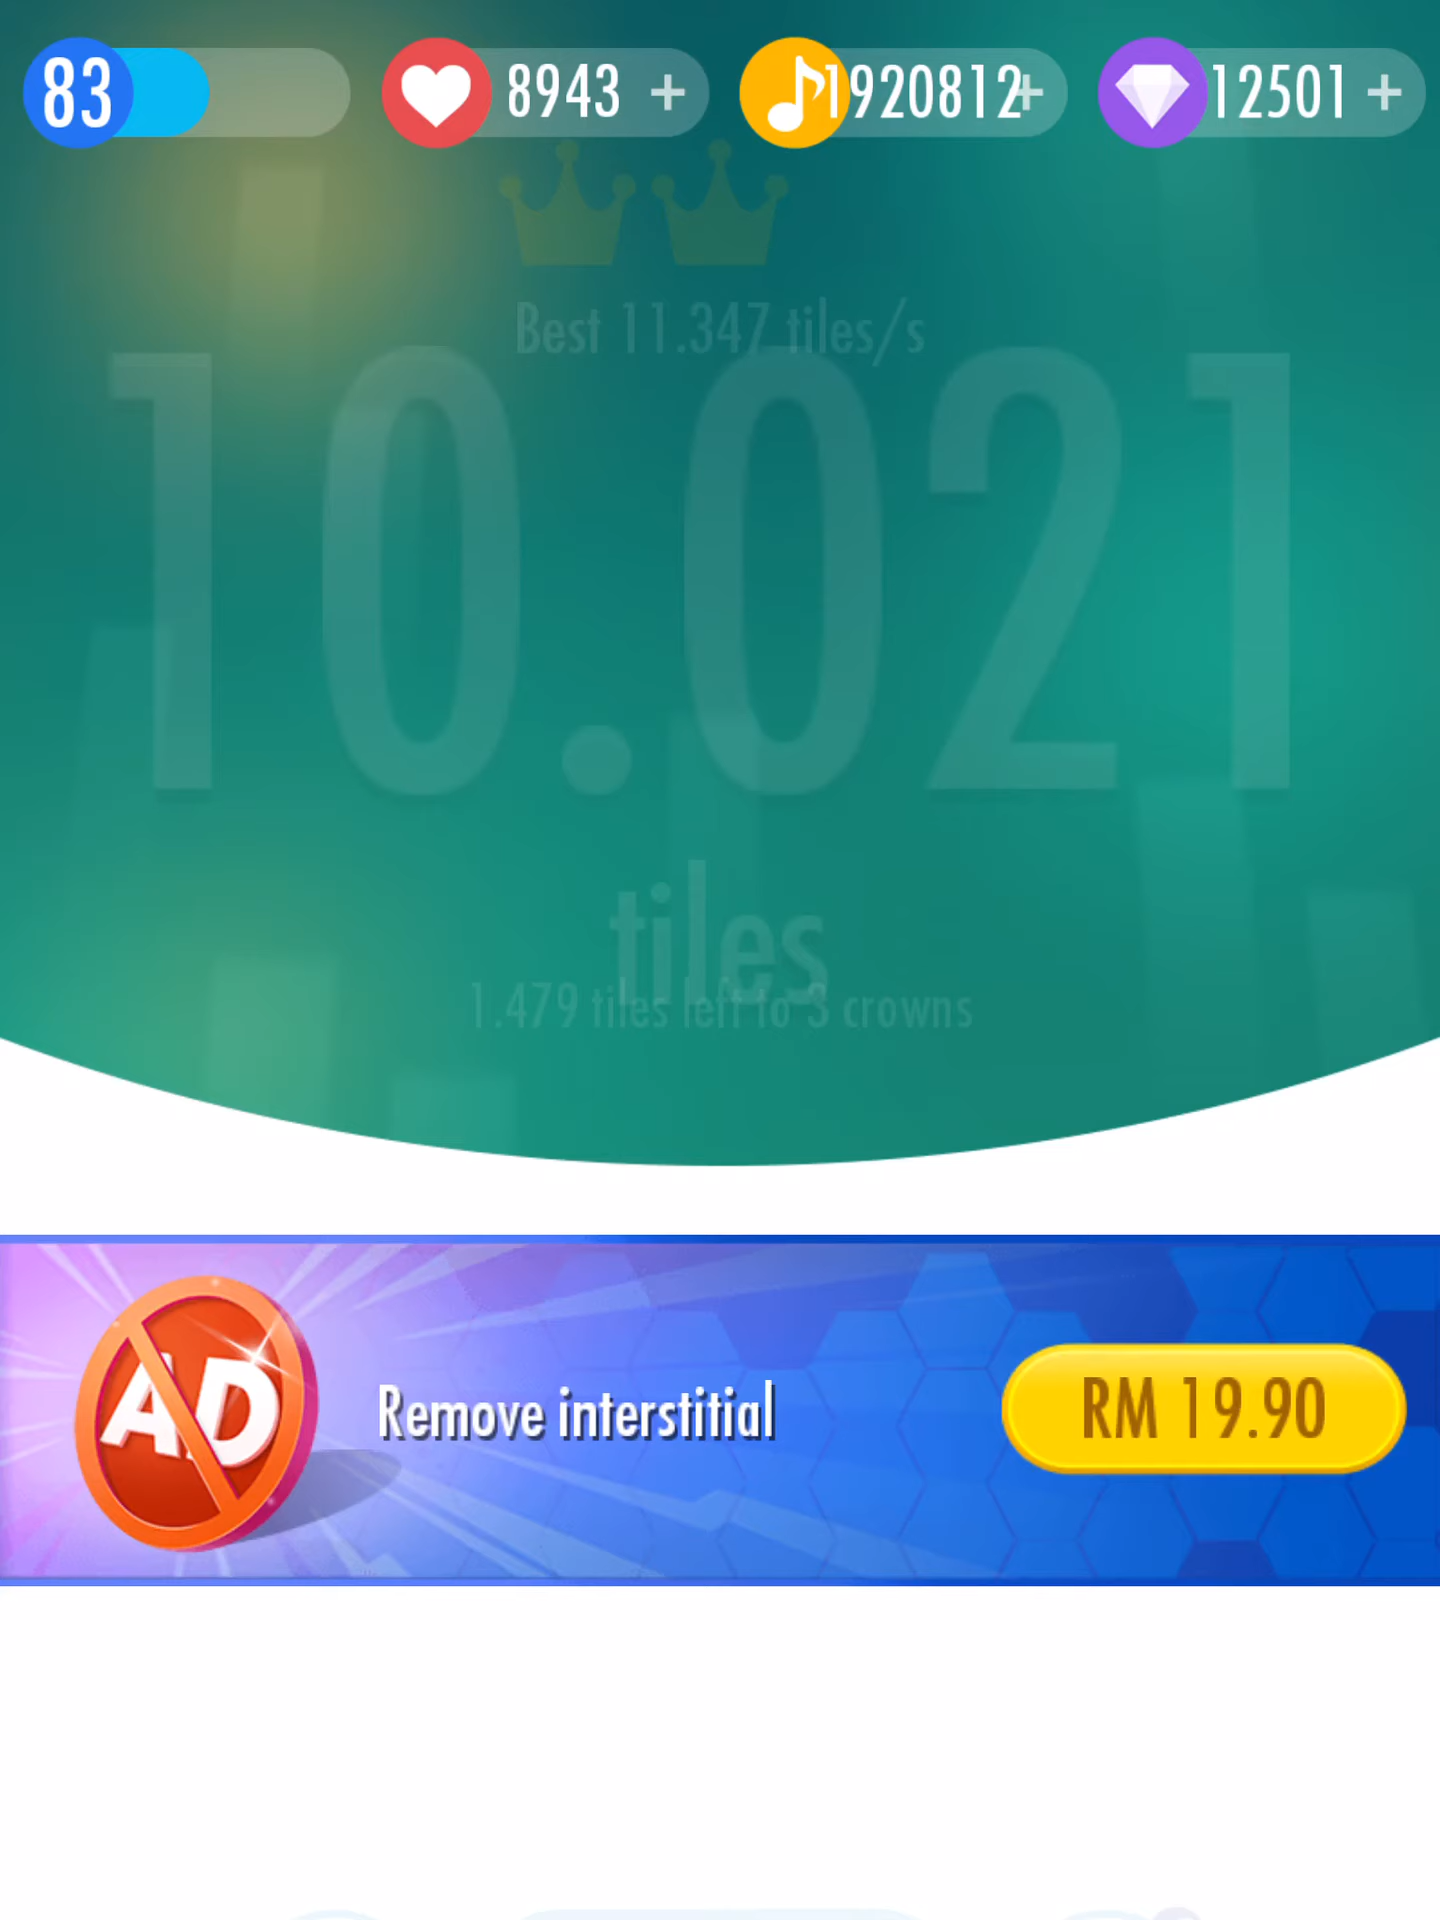 83 8943 + 1920812 + 12501 +
Best 11.347 tiles/s
10.021
tiles
1.479 tiles left to 3 crowns
AD Remove interstitial RM 19.90